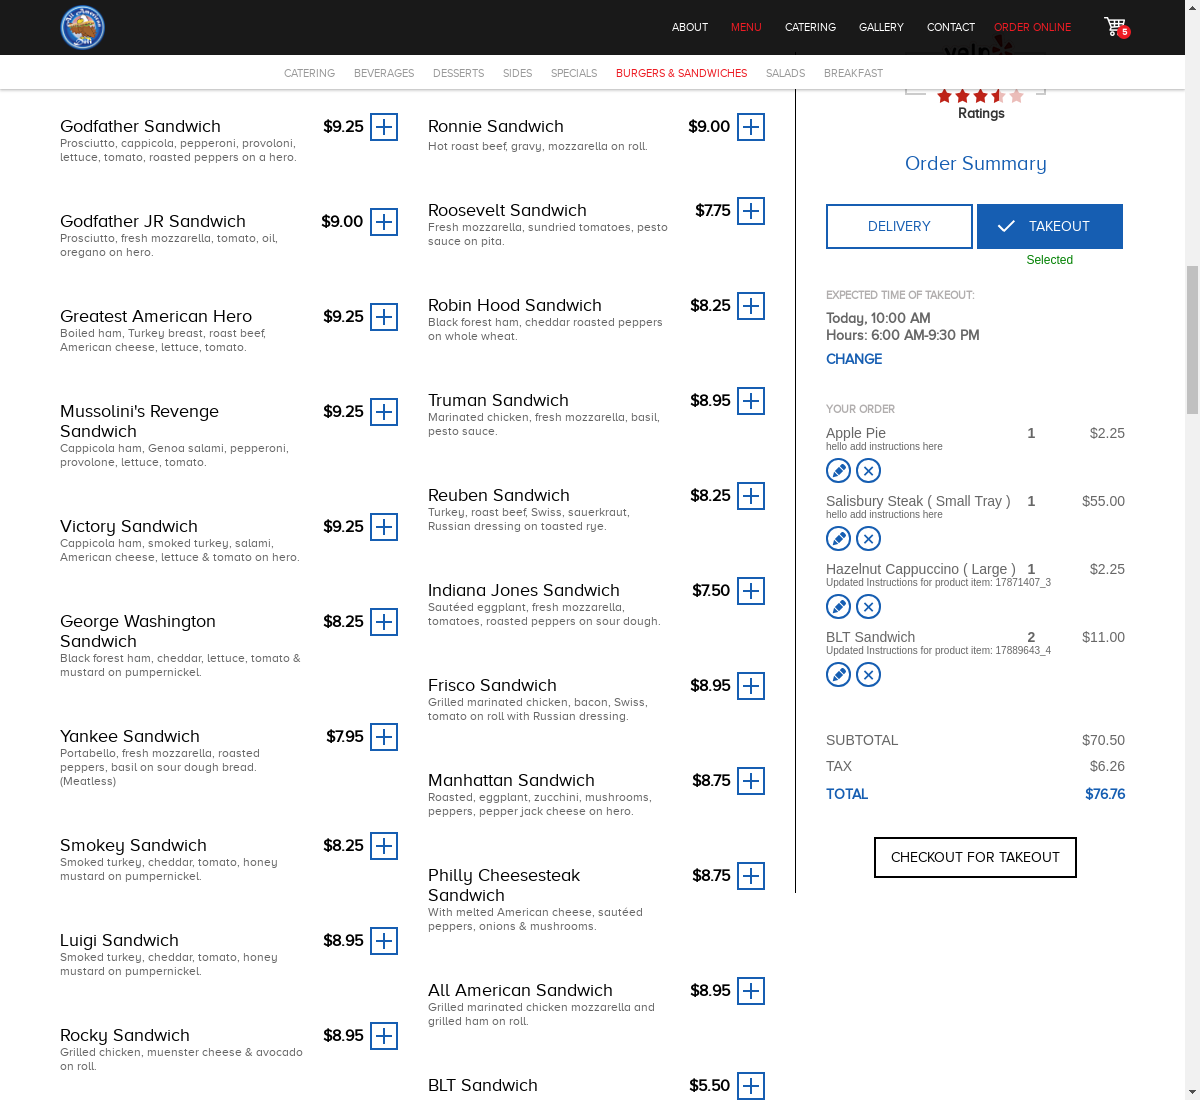 All American
Deli
ABOUT
MENU
CATERING
GALLERY
CONTACT
ORDER ONLINE
5
CATERING
BEVERAGES
DESSERTS
SIDES
SPECIALS
BURGERS & SANDWICHES
SALADS
BREAKFAST
Godfather Sandwich
$9.25
Prosciutto, cappicola, pepperoni, provoloni,
lettuce, tomato, roasted peppers on a hero.
Godfather JR Sandwich
$9.00
Prosciutto, fresh mozzarella, tomato, oil,
oregano on hero.
Greatest American Hero
$9.25
Boiled ham, Turkey breast, roast beef,
American cheese, lettuce, tomato.
Mussolini's Revenge
Sandwich
$9.25
Cappicola ham, Genoa salami, pepperoni,
provolone, lettuce, tomato.
Victory Sandwich
$9.25
Cappicola ham, smoked turkey, salami,
American cheese, lettuce & tomato on hero.
George Washington
Sandwich
$8.25
Black forest ham, cheddar, lettuce, tomato &
mustard on pumpernickel.
Yankee Sandwich
$7.95
Portabello, fresh mozzarella, roasted
peppers, basil on sour dough bread.
(Meatless)
Smokey Sandwich
$8.25
Smoked turkey, cheddar, tomato, honey
mustard on pumpernickel.
Luigi Sandwich
$8.95
Smoked turkey, cheddar, tomato, honey
mustard on pumpernickel.
Rocky Sandwich
$8.95
Grilled chicken, muenster cheese & avocado
on roll.
Ronnie Sandwich
$9.00
Hot roast beef, gravy, mozzarella on roll.
Roosevelt Sandwich
$7.75
Fresh mozzarella, sundried tomatoes, pesto
sauce on pita.
Robin Hood Sandwich
$8.25
Black forest ham, cheddar roasted peppers
on whole wheat.
Truman Sandwich
$8.95
Marinated chicken, fresh mozzarella, basil,
pesto sauce.
Reuben Sandwich
$8.25
Turkey, roast beef, Swiss, sauerkraut,
Russian dressing on toasted rye.
Indiana Jones Sandwich
$7.50
Sautéed eggplant, fresh mozzarella,
tomatoes, roasted peppers on sour dough.
Frisco Sandwich
$8.95
Grilled marinated chicken, bacon, Swiss,
tomato on roll with Russian dressing.
Manhattan Sandwich
$8.75
Roasted, eggplant, zucchini, mushrooms,
peppers, pepper jack cheese on hero.
Philly Cheesesteak
Sandwich
$8.75
With melted American cheese, sautéed
peppers, onions & mushrooms.
All American Sandwich
$8.95
Grilled marinated chicken mozzarella and
grilled ham on roll.
BLT Sandwich
$5.50
Ratings
Order Summary
DELIVERY
TAKEOUT
Selected
EXPECTED TIME OF TAKEOUT:
Today, 10:00 AM
Hours: 6:00 AM-9:30 PM
CHANGE
YOUR ORDER
Apple Pie 1 $2.25
hello add instructions here
Salisbury Steak ( Small Tray ) 1 $55.00
hello add instructions here
Hazelnut Cappuccino ( Large ) 1 $2.25
Updated Instructions for product item: 17871407_3
BLT Sandwich 2 $11.00
Updated Instructions for product item: 17889643_4
SUBTOTAL $70.50
TAX $6.26
TOTAL $76.76
CHECKOUT FOR TAKEOUT